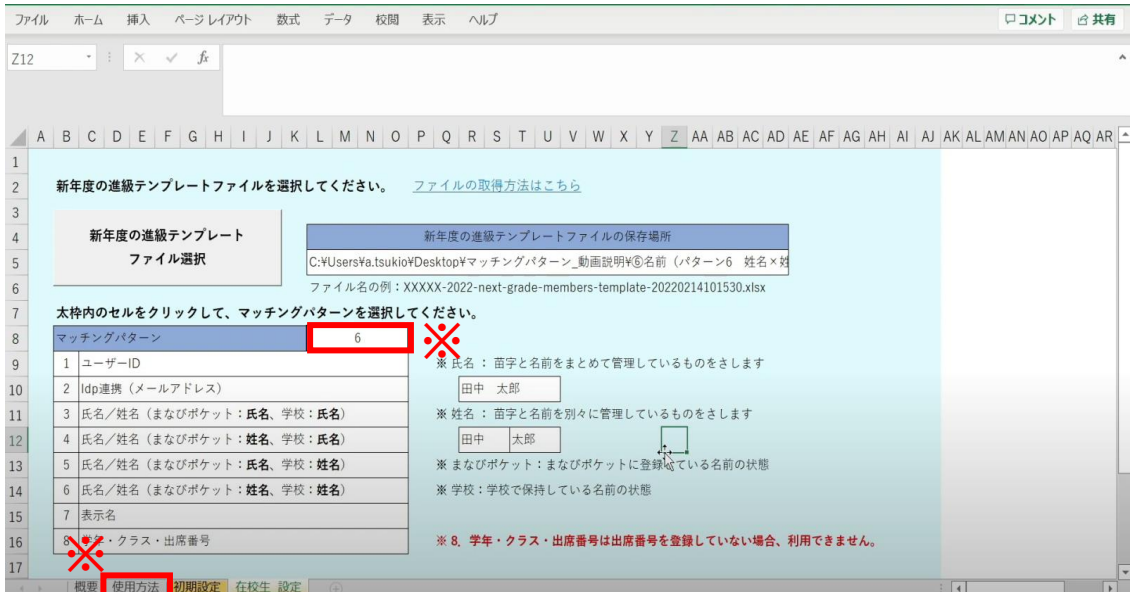 ファイル ホーム 挿入 ページ レイアウト 数式 データ 校閲 表示 ヘルプ コメント 共有
Z12 fx
A B C D E F G H I J K L M N O P Q R S T U V W X Y Z AA AB AC AD AE AF AG AH AI AJ AK AL AM AN AO AP AQ AR
1
2 新年度の進級テンプレートファイルを選択してください。 ファイルの取得方法はこちら
3
4 新年度の進級テンプレート 新年度の進級テンプレートファイルの保存場所
5 ファイル選択 C:¥Users¥a.tsukio¥Desktop¥マッチングパターン_動画説明¥⑥名前（パターン6 姓名×姓
6 ファイル名の例：XXXXX-2022-next-grade-members-template-20220214101530.xlsx
7 太枠内のセルをクリックして、マッチングパターンを選択してください。
8 マッチングパターン 6 ※
9 1 ユーザーID ※ 氏名 ： 苗字と名前をまとめて管理しているものをさします
10 2 Idp連携（メールアドレス） 田中 太郎
11 3 氏名／姓名（まなびポケット：氏名、学校：氏名） ※ 姓名 ： 苗字と名前を別々に管理しているものをさします
12 4 氏名／姓名（まなびポケット：姓名、学校：氏名） 田中 太郎
13 5 氏名／姓名（まなびポケット：氏名、学校：姓名） ※ まなびポケット：まなびポケットに登録している名前の状態
14 6 氏名／姓名（まなびポケット：姓名、学校：姓名） ※ 学校：学校で保持している名前の状態
15 7 表示名
16 8 学年・クラス・出席番号 ※ 8．学年・クラス・出席番号は出席番号を登録していない場合、利用できません。
17 ※
概要 使用方法 初期設定 在校生_設定